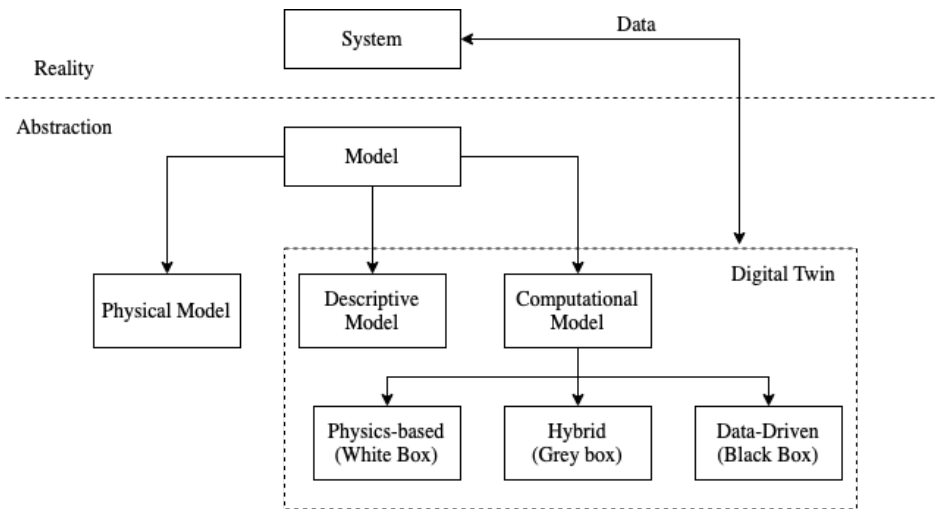 System
Data
Reality
Abstraction
Model
Digital Twin
Physical Model
Descriptive
Model
Computational
Model
Physics-based
(White Box)
Hybrid
(Grey box)
Data-Driven
(Black Box)